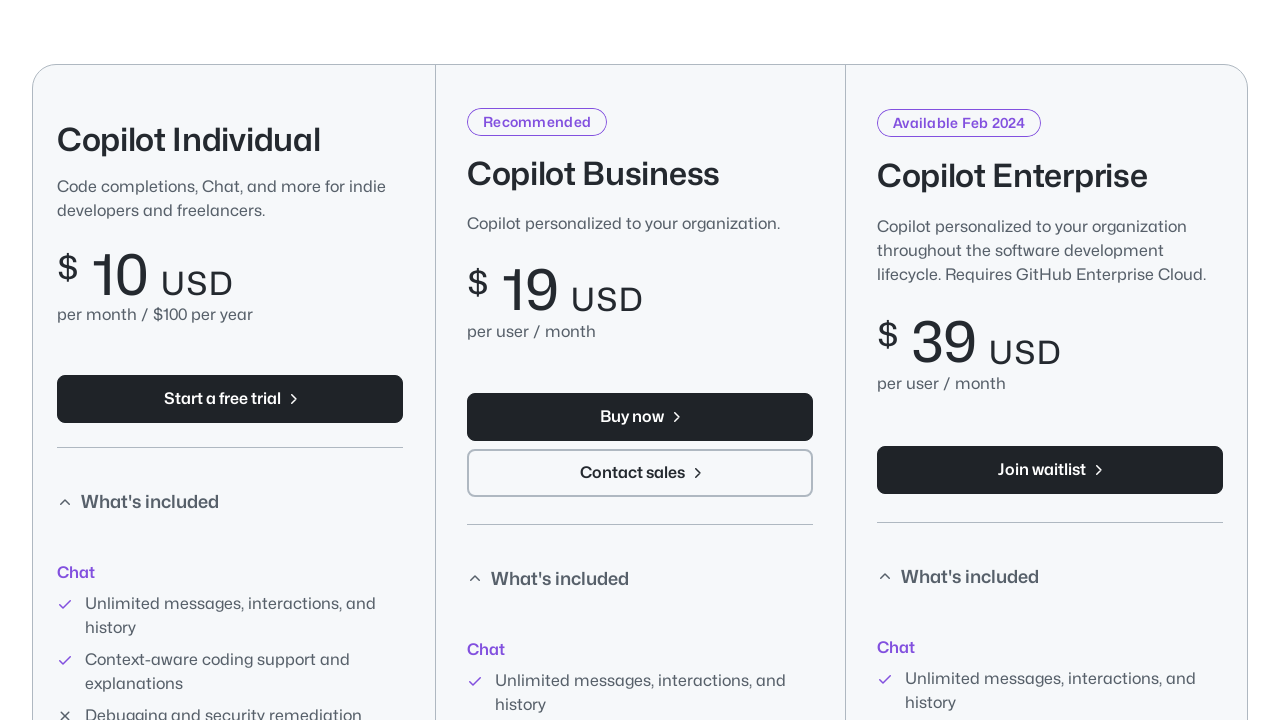 Copilot Individual
Code completions, Chat, and more for indie
developers and freelancers.
$ 10 USD
per month / $100 per year
Start a free trial
What's included
Chat
Unlimited messages, interactions, and
history
Context-aware coding support and
explanations
Debugging and security remediation
Recommended
Copilot Business
Copilot personalized to your organization.
$ 19 USD
per user / month
Buy now
Contact sales
What's included
Chat
Unlimited messages, interactions, and
history
Available Feb 2024
Copilot Enterprise
Copilot personalized to your organization
throughout the software development
lifecycle. Requires GitHub Enterprise Cloud.
$ 39 USD
per user / month
Join waitlist
What's included
Chat
Unlimited messages, interactions, and
history